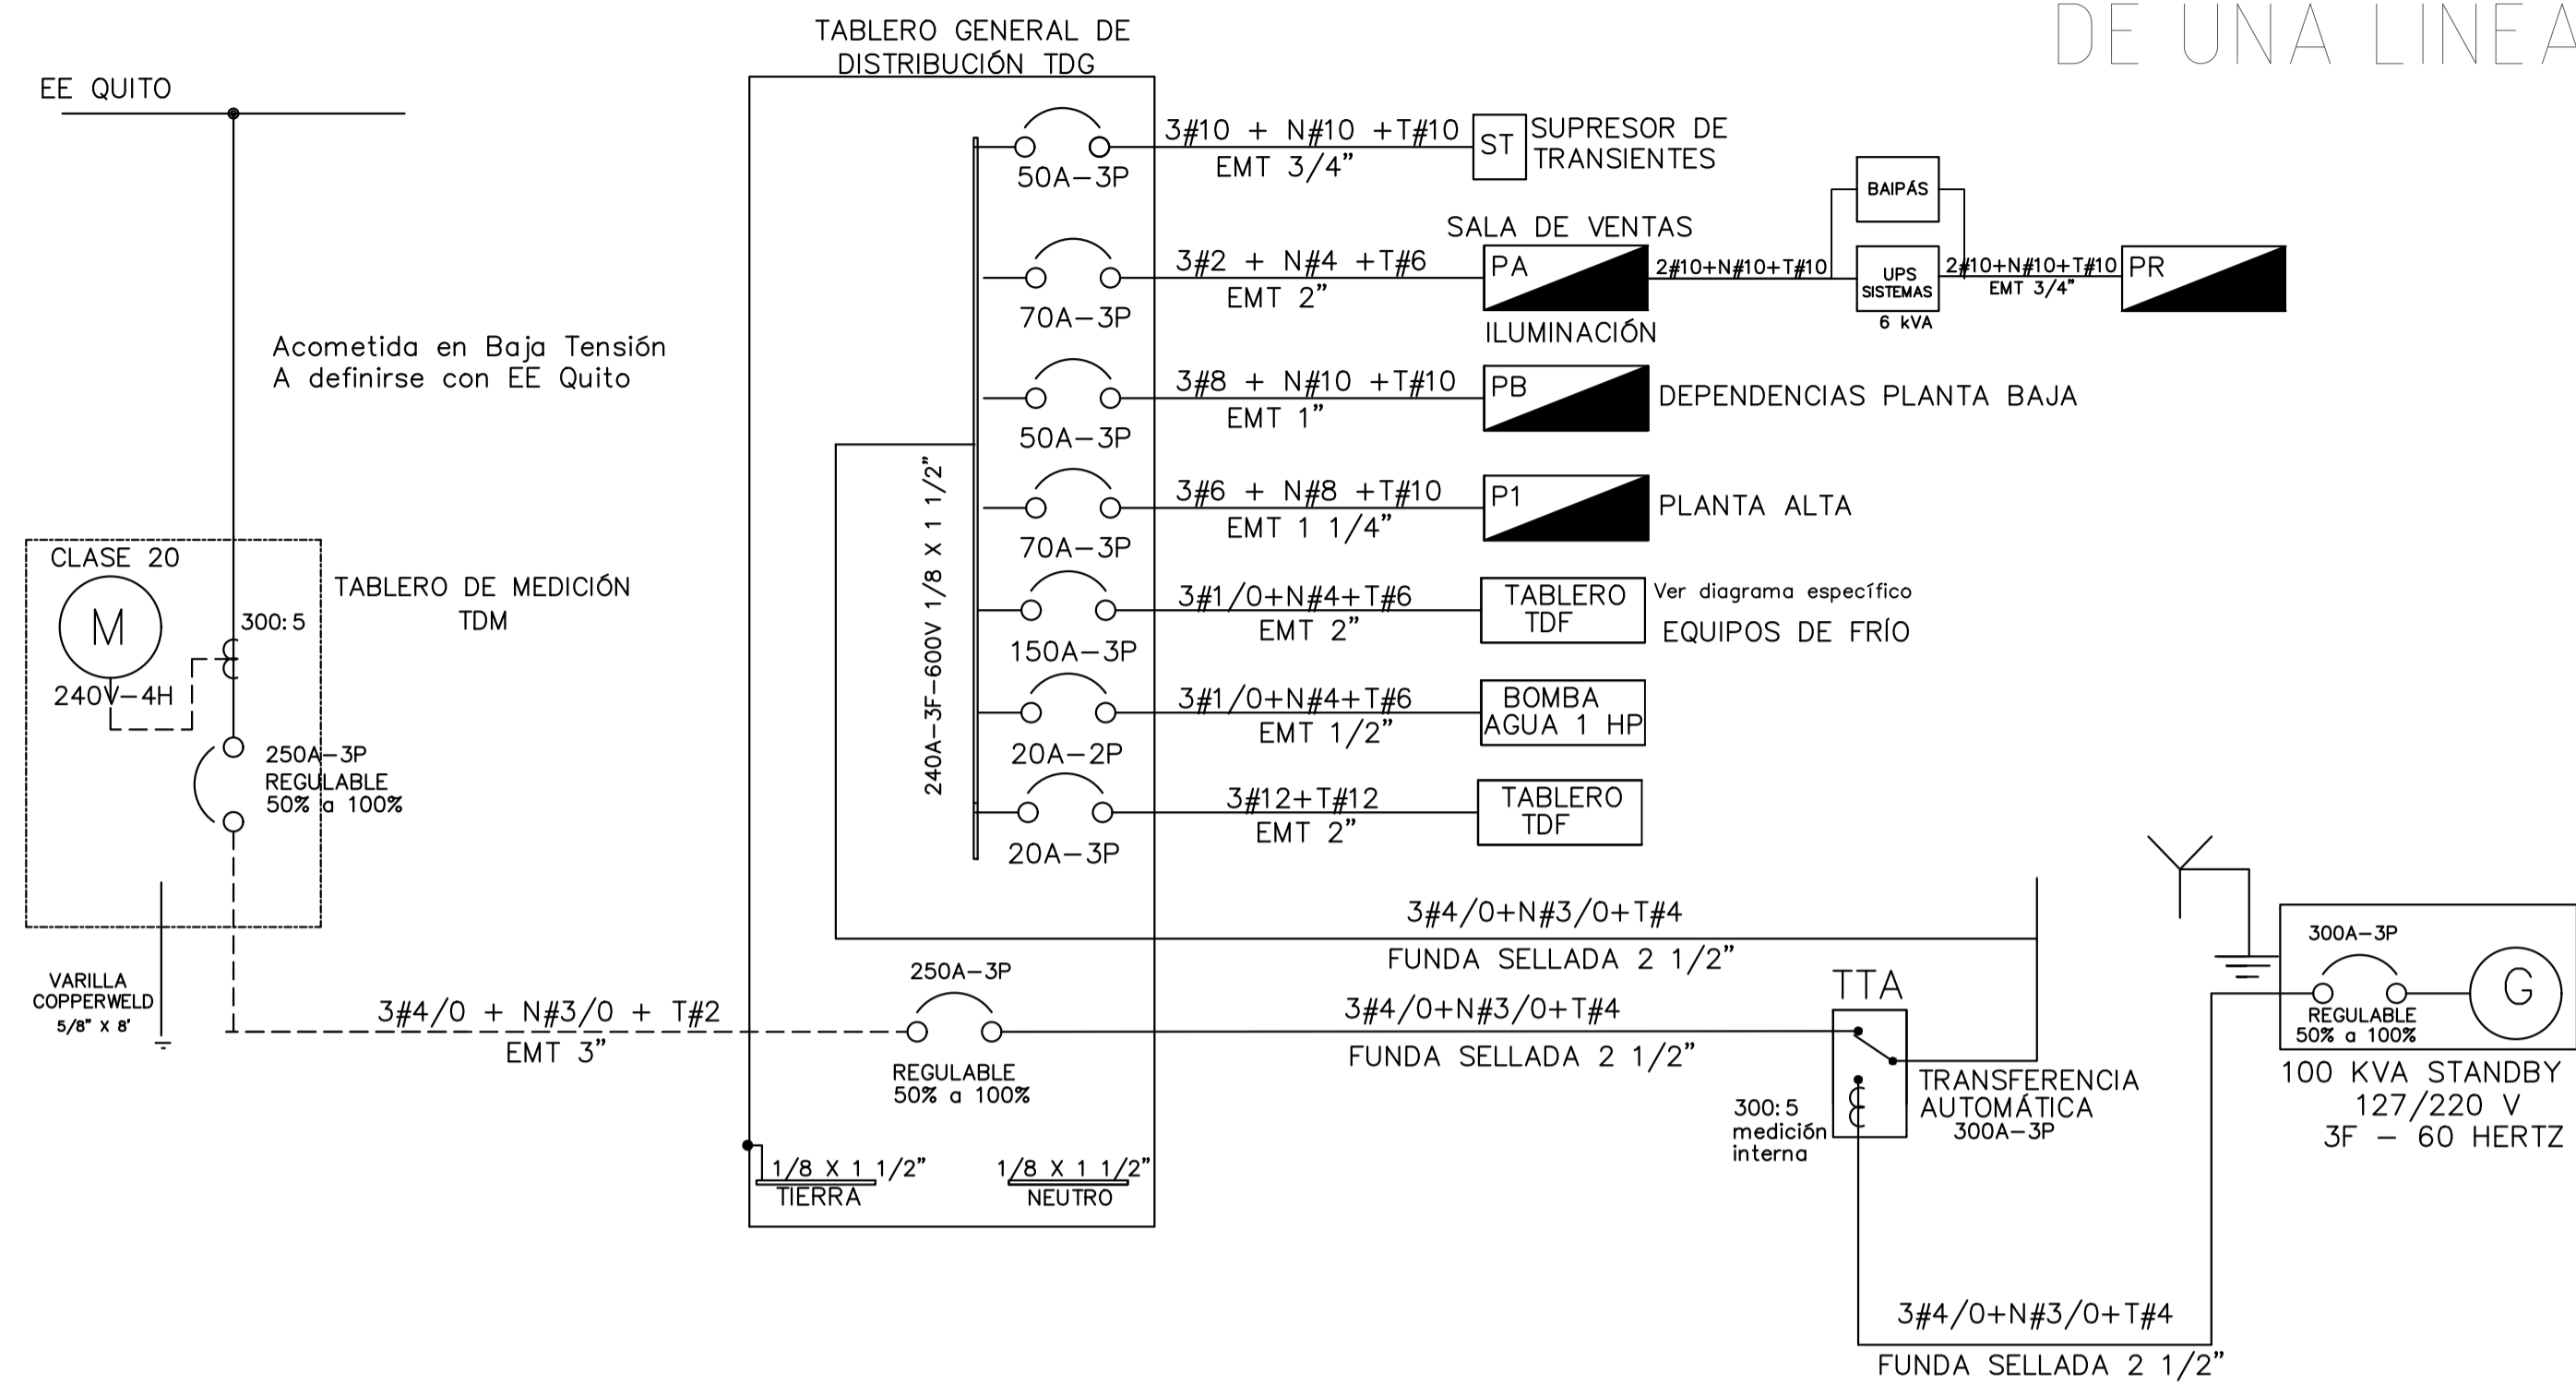 DE UNA LINEA
TABLERO GENERAL DE
DISTRIBUCIÓN TDG
EE QUITO
Acometida en Baja Tensión
A definirse con EE Quito
CLASE 20
M
240V-4H
300:5
TABLERO DE MEDICIÓN
TDM
250A-3P
REGULABLE
50% a 100%
VARILLA
COPPERWELD
5/8" X 8'
3#4/0 + N#3/0 + T#2
EMT 3"
240A-3F-600V 1/8 X 1 1/2"
50A-3P
3#10 + N#10 +T#10
EMT 3/4"
ST
SUPRESOR DE
TRANSIENTES
70A-3P
3#2 + N#4 +T#6
EMT 2"
SALA DE VENTAS
PA
ILUMINACIÓN
2#10+N#10+T#10
BAIPÁS
UPS
SISTEMAS
6 kVA
2#10+N#10+T#10
EMT 3/4"
PR
50A-3P
3#8 + N#10 +T#10
EMT 1"
PB
DEPENDENCIAS PLANTA BAJA
70A-3P
3#6 + N#8 +T#10
EMT 1 1/4"
P1
PLANTA ALTA
150A-3P
3#1/0+N#4+T#6
EMT 2"
TABLERO
TDF
Ver diagrama específico
EQUIPOS DE FRÍO
20A-2P
3#1/0+N#4+T#6
EMT 1/2"
BOMBA
AGUA 1 HP
20A-3P
3#12+T#12
EMT 2"
TABLERO
TDF
3#4/0+N#3/0+T#4
FUNDA SELLADA 2 1/2"
250A-3P
REGULABLE
50% a 100%
3#4/0+N#3/0+T#4
FUNDA SELLADA 2 1/2"
1/8 X 1 1/2"
TIERRA
1/8 X 1 1/2"
NEUTRO
TTA
300:5
medición
interna
TRANSFERENCIA
AUTOMÁTICA
300A-3P
300A-3P
G
REGULABLE
50% a 100%
100 KVA STANDBY
127/220 V
3F - 60 HERTZ
3#4/0+N#3/0+T#4
FUNDA SELLADA 2 1/2"